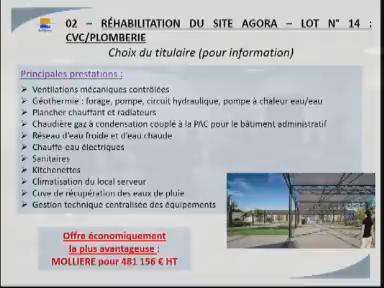 02 – RÉHABILITATION DU SITE AGORA – LOT N° 14 :
CVC/PLOMBERIE
Choix du titulaire (pour information)
Principales prestations :
Ventilations mécaniques contrôlées
Géothermie : forage, pompe, circuit hydraulique, pompe à chaleur eau/eau
Plancher chauffant et radiateurs
Chaudière gaz à condensation couplé à la PAC pour le bâtiment administratif
Réseau d'eau froide et d'eau chaude
Chauffe-eau électriques
Sanitaires
Kitchenettes
Climatisation du local serveur
Cuve de récupération des eaux de pluie
Gestion technique centralisée des équipements
Offre économiquement
la plus avantageuse :
MOLLIERE pour 481 156 € HT